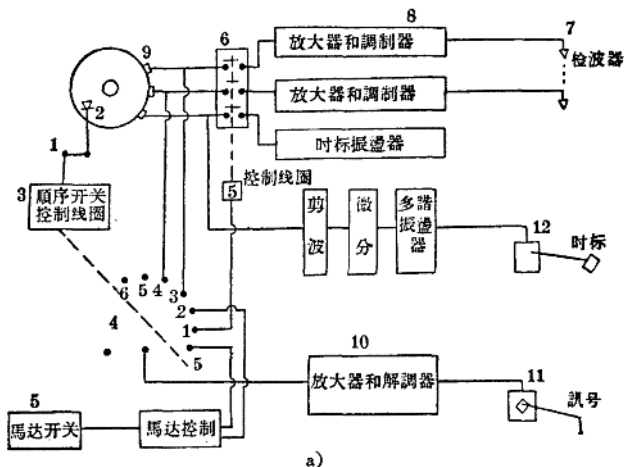 8
放大器和調制器
7
检波器
9
6
2
放大器和調制器
时标振盪器
1
3
順序开关
控制线圈
5
控制线圈
剪波
微分
多諧振盪器
12
时标
6
5
4
3
2
1
5
4
10
放大器和解調器
11
訊号
5
馬达开关
馬达控制
a)